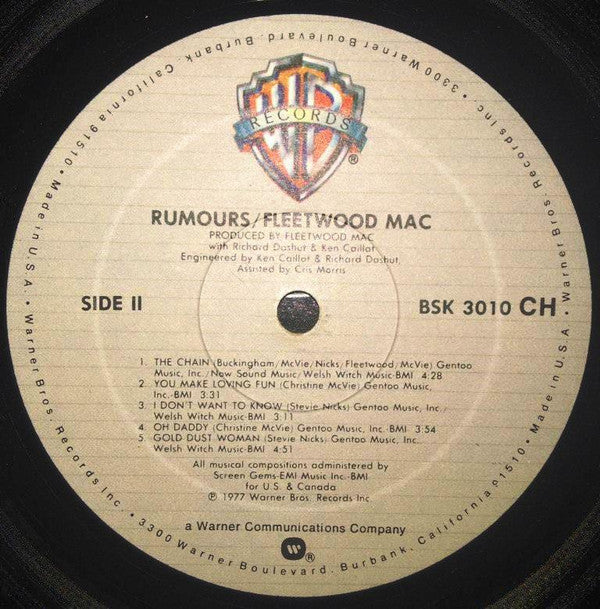 WB
RECORDS
®
RUMOURS/FLEETWOOD MAC
PRODUCED BY FLEETWOOD MAC
with Richard Dashut & Ken Caillat
Engineered by Ken Caillat & Richard Dashut,
Assisted by Cris Morris
SIDE II
BSK 3010 CH
1. THE CHAIN (Buckingham/McVie/Nicks/Fleetwood/McVie) Gentoo
Music, Inc./Now Sound Music/Welsh Witch Music-BMI 4:28
2. YOU MAKE LOVING FUN (Christine McVie) Gentoo Music,
Inc.-BMI 3:31
3. I DON'T WANT TO KNOW (Stevie Nicks) Gentoo Music, Inc./
Welsh Witch Music-BMI 3:11
4. OH DADDY (Christine McVie) Gentoo Music, Inc.-BMI 3:54
5. GOLD DUST WOMAN (Stevie Nicks) Gentoo Music, Inc./
Welsh Witch Music-BMI 4:51
All musical compositions administered by
Screen Gems-EMI Music Inc.-BMI
for U.S. & Canada
℗ 1977 Warner Bros. Records Inc.
a Warner Communications Company
®
Warner Bros. Records Inc. • 3300 Warner Boulevard, Burbank, California 91510 • Made in U.S.A. •
Warner Bros. Records Inc. • 3300 Warner Boulevard, Burbank, California 91510 • Made in U.S.A. •